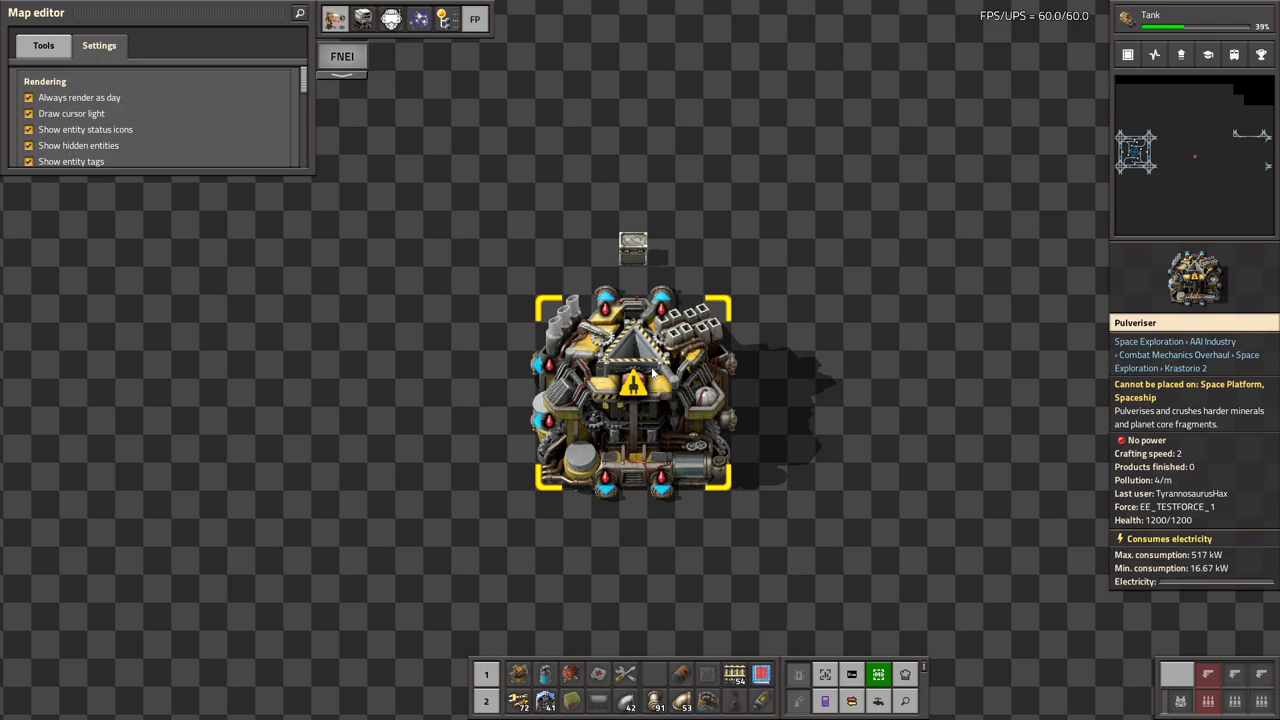 Map editor
Tools
Settings
Rendering
Always render as day
Draw cursor light
Show entity status icons
Show hidden entities
Show entity tags
FP
FNEI
FPS/UPS = 60.0/60.0
Tank
39%
Pulveriser
Space Exploration › AAI Industry
› Combat Mechanics Overhaul › Space
Exploration › Krastorio 2
Cannot be placed on: Space Platform,
Spaceship
Pulverises and crushes harder minerals
and planet core fragments.
No power
Crafting speed: 2
Products finished: 0
Pollution: 4/m
Last user: TyrannosaurusHax
Force: EE_TESTFORCE_1
Health: 1200/1200
Consumes electricity
Max. consumption: 517 kW
Min. consumption: 16.67 kW
Electricity:
1
54
2
72
41
42
91
53